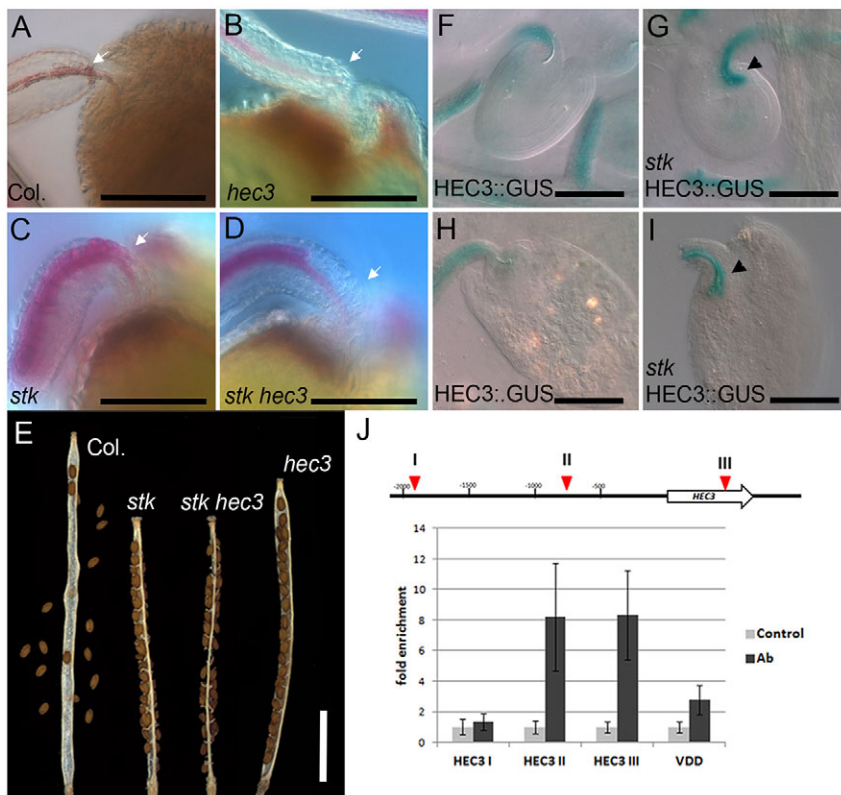 A
Col.
B
hec3
C
stk
D
stk hec3
F
HEC3::GUS
G
stk
HEC3::GUS
H
HEC3::GUS
I
stk
HEC3::GUS
E
Col.
stk
stk hec3
hec3
J
I
II
III
-2000
-1500
-1000
-500
HEC3
14
12
10
8
6
4
2
0
fold enrichment
HEC3 I
HEC3 II
HEC3 III
VDD
Control
Ab